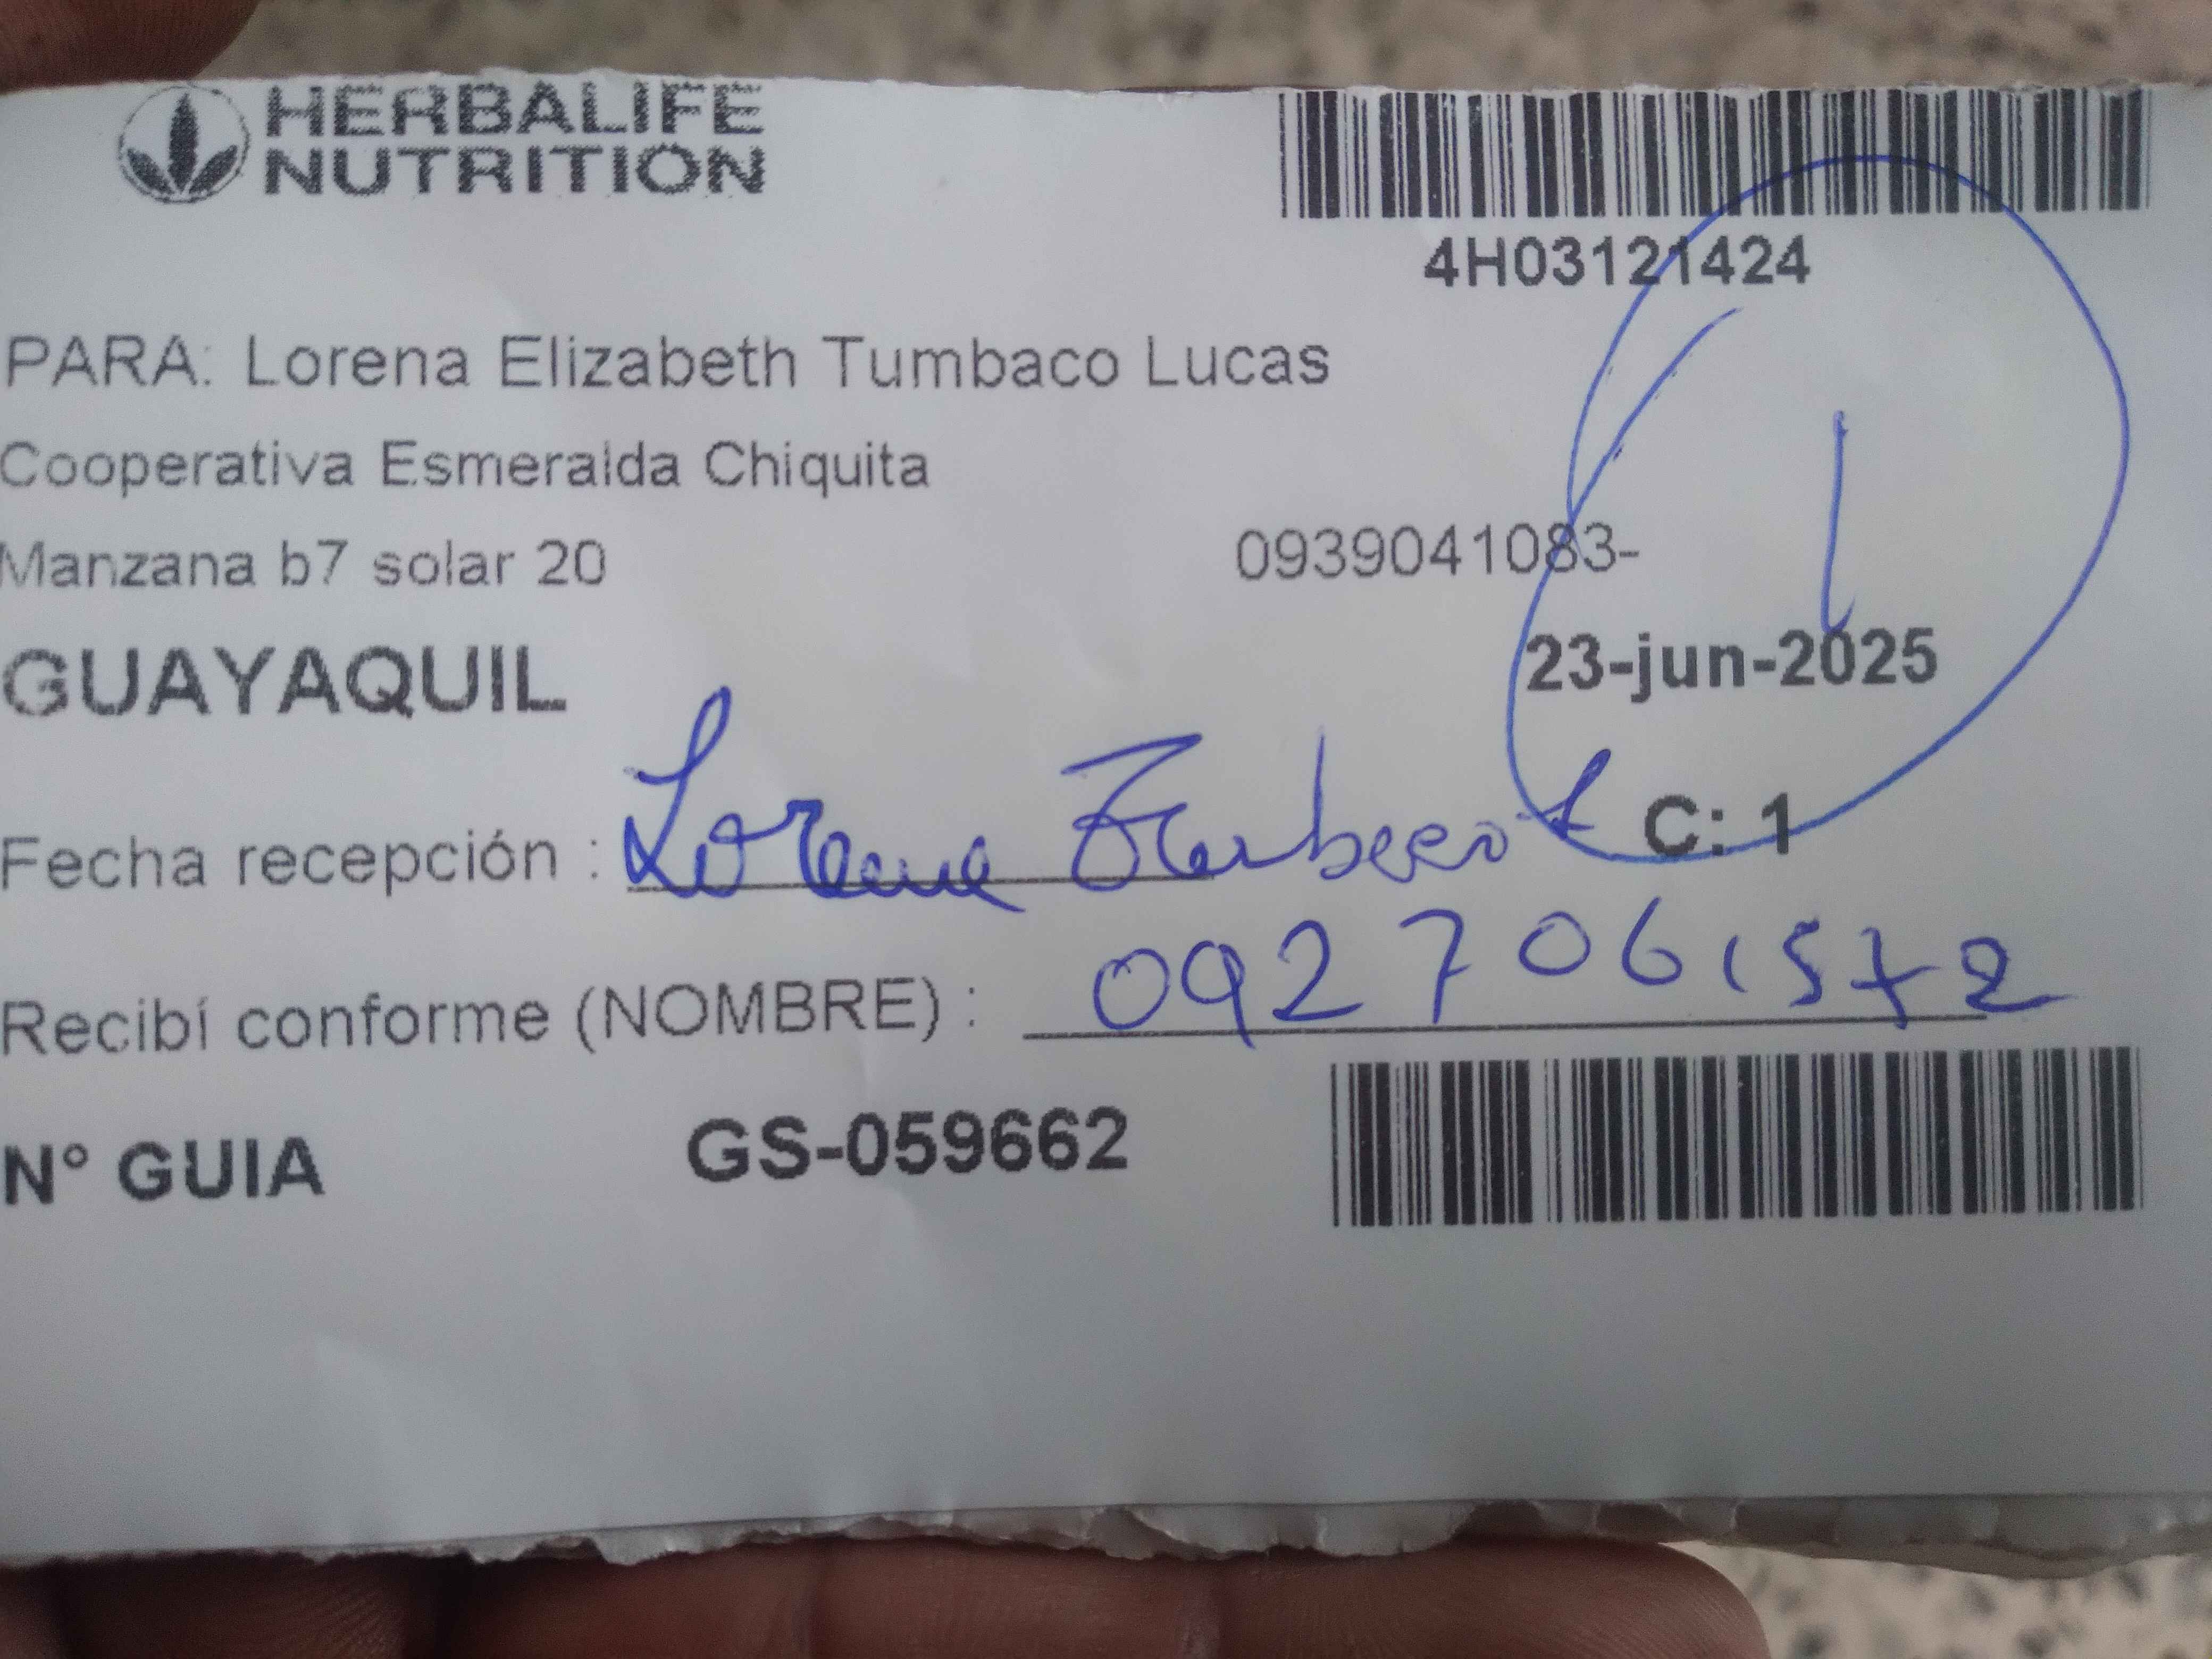 HERBALIFE
NUTRITION
4H03121424
PARA: Lorena Elizabeth Tumbaco Lucas
Cooperativa Esmeralda Chiquita
Manzana b7 solar 20 0939041083-
GUAYAQUIL 23-jun-2025
Fecha recepción : Lorena Tumbaco L C: 1
Recibí conforme (NOMBRE) : 0927061572
N° GUIA GS-059662